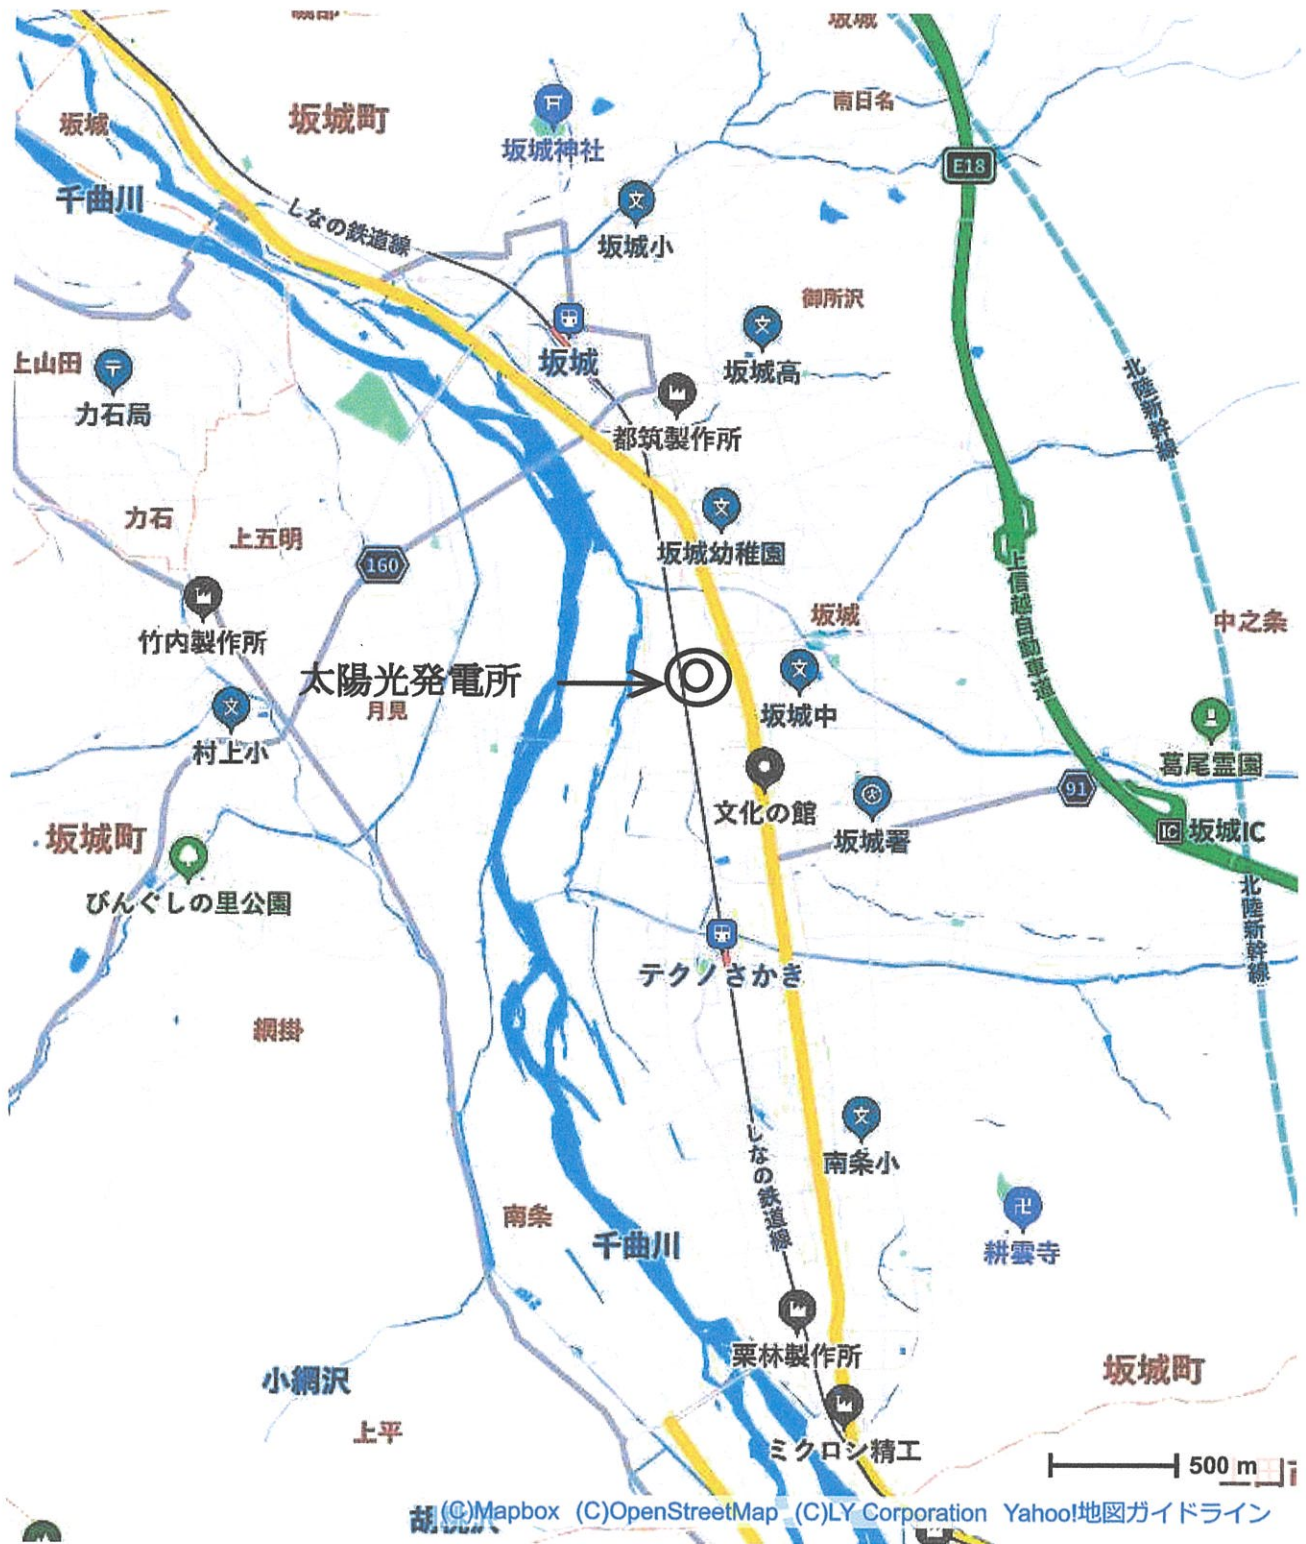 坂城
坂城町
南日名
坂城
E18
坂城神社
千曲川
しなの鉄道線
坂城小
御所沢
坂城
坂城高
上山田
力石局
北陸新幹線
都筑製作所
力石
上五明
坂城幼稚園
160
上信越自動車道
坂城
中之条
竹内製作所
太陽光発電所
月見
坂城中
村上小
葛尾霊園
文化の館
91
坂城署
坂城町
IC
坂城IC
びんぐしの里公園
北陸新幹線
テクノさかき
網掛
しなの鉄道線
南条小
南条
千曲川
耕雲寺
栗林製作所
小網沢
坂城町
上平
ミクロン精工
500 m
(C)Mapbox (C)OpenStreetMap (C)LY Corporation Yahoo!地図ガイドライン